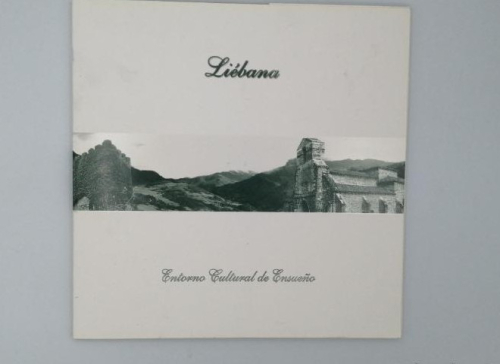 Liébana
Entorno Cultural de Ensueño